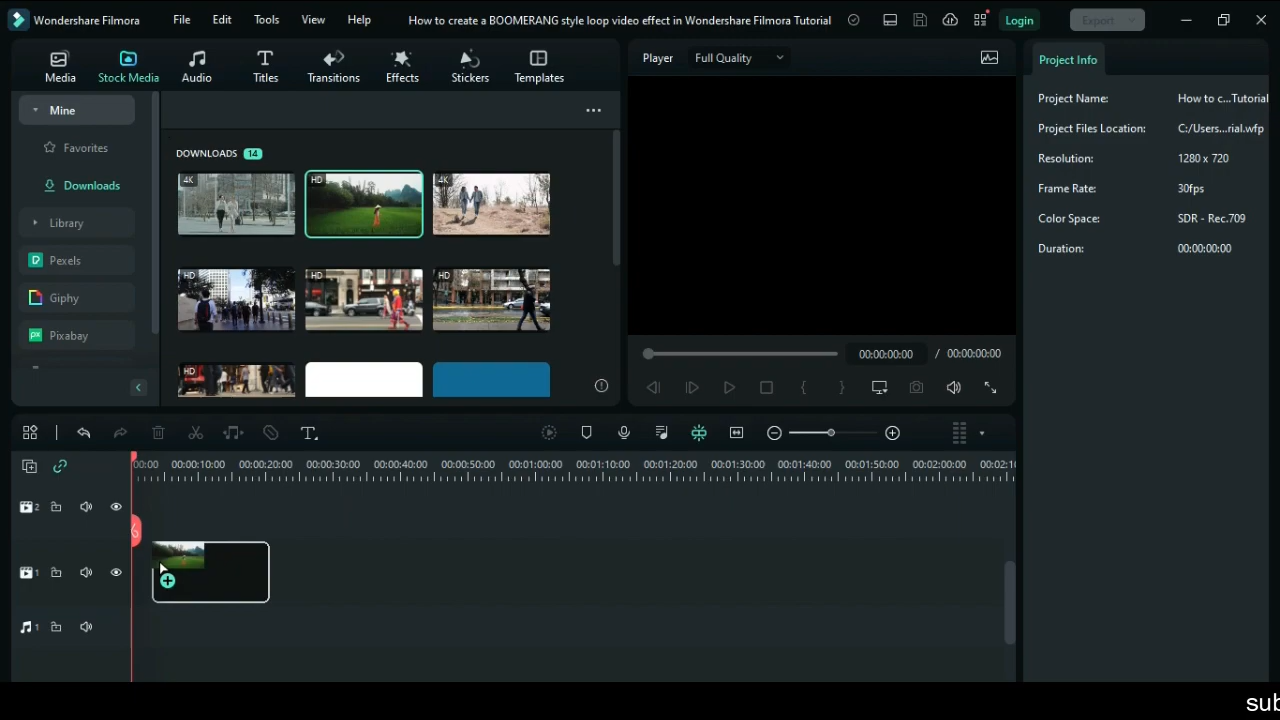 Wondershare Filmora File Edit Tools View Help How to create a BOOMERANG style loop video effect in Wondershare Filmora Tutorial Login Export
Media Stock Media Audio Titles Transitions Effects Stickers Templates
Player Full Quality
Project Info
Mine
Favorites
Downloads
Library
Pexels
Giphy
Pixabay
DOWNLOADS 14
4K HD 4K
HD HD HD
HD
Project Name: How to c...Tutorial
Project Files Location: C:/Users...rial.wfp
Resolution: 1280 x 720
Frame Rate: 30fps
Color Space: SDR - Rec.709
Duration: 00:00:00:00
00:00:00:00 / 00:00:00:00
00:00 00:00:10:00 00:00:20:00 00:00:30:00 00:00:40:00 00:00:50:00 00:01:00:00 00:01:10:00 00:01:20:00 00:01:30:00 00:01:40:00 00:01:50:00 00:02:00:00 00:02:1
2
1
1
sub